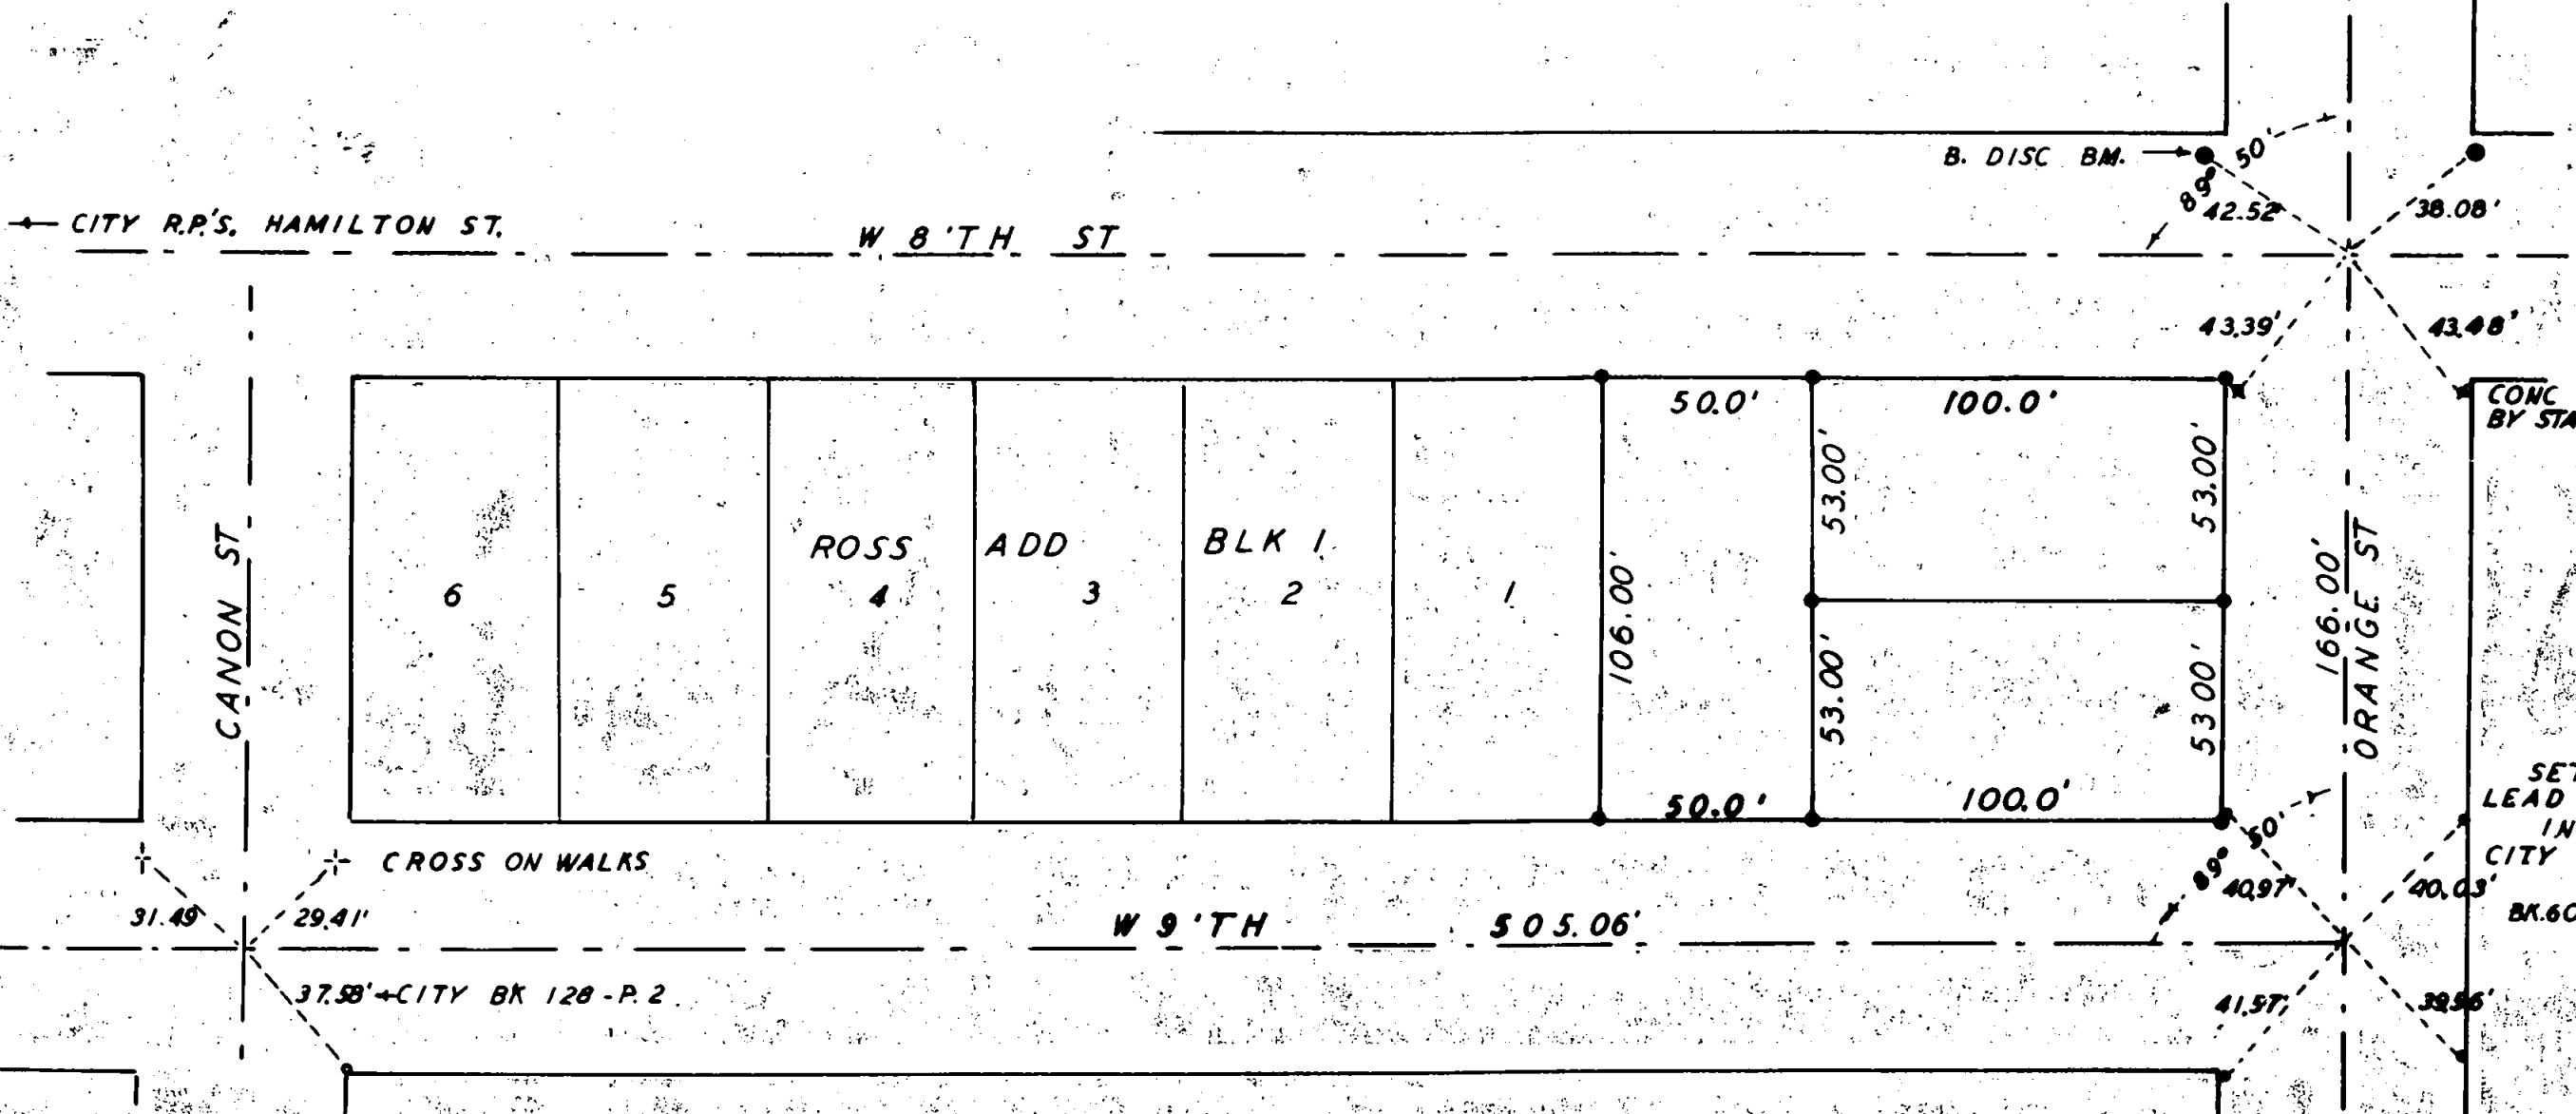 50'
B. DISC BM.
89°
42.52'
38.08'
CITY R.P.'S. HAMILTON ST.
W 8'TH ST
43.39'
43.48'
50.0'
100.0'
CONC
BY STA
53.00'
53.00'
CANON ST
ROSS ADD BLK 1
6
5
4
3
2
1
106.00'
166.00'
ORANGE ST
53.00'
53 00'
50.0'
100.0'
SET
LEAD
IN
CITY
BK.60
50'
89°
CROSS ON WALKS
31.49
29.41'
40.97'
40.03'
W 9'TH 505.06'
37.58' CITY BK 128 - P. 2
41.57'
39.56'